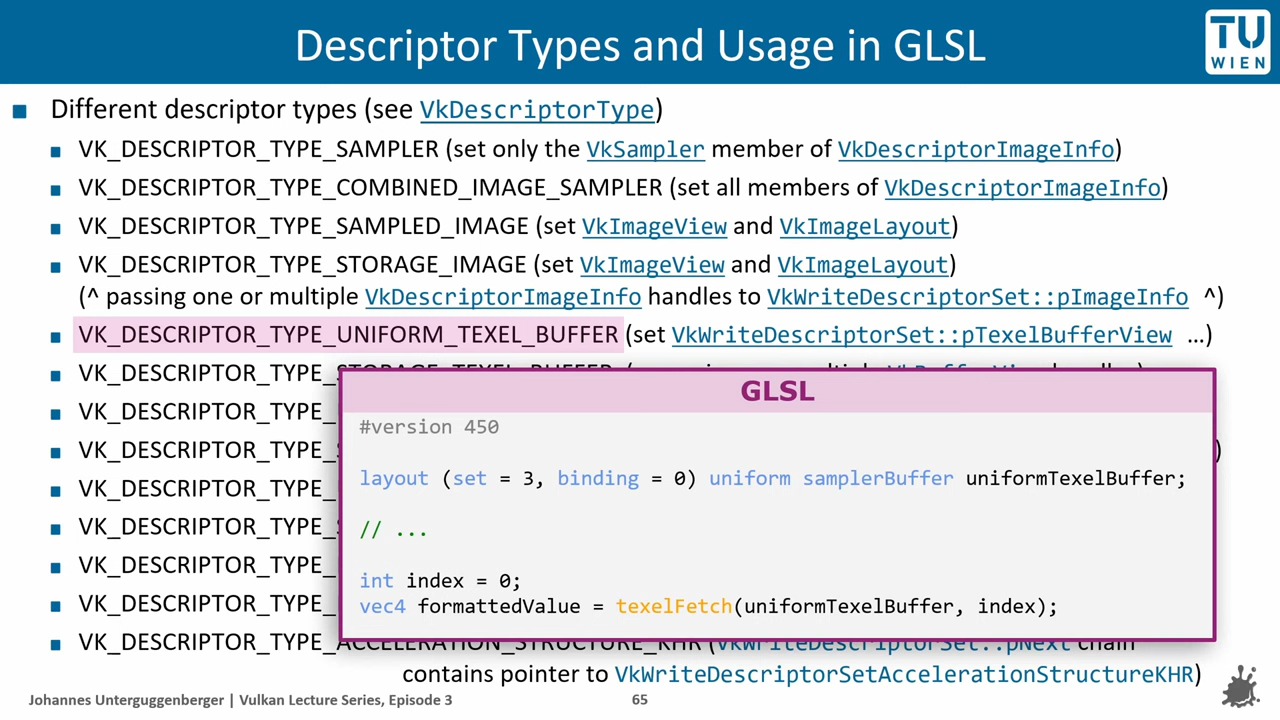 Descriptor Types and Usage in GLSL
TU
WIEN
Different descriptor types (see VkDescriptorType)
VK_DESCRIPTOR_TYPE_SAMPLER (set only the VkSampler member of VkDescriptorImageInfo)
VK_DESCRIPTOR_TYPE_COMBINED_IMAGE_SAMPLER (set all members of VkDescriptorImageInfo)
VK_DESCRIPTOR_TYPE_SAMPLED_IMAGE (set VkImageView and VkImageLayout)
VK_DESCRIPTOR_TYPE_STORAGE_IMAGE (set VkImageView and VkImageLayout)
(^ passing one or multiple VkDescriptorImageInfo handles to VkWriteDescriptorSet::pImageInfo ^)
VK_DESCRIPTOR_TYPE_UNIFORM_TEXEL_BUFFER (set VkWriteDescriptorSet::pTexelBufferView …)
VK_DESCRIPTOR_TYPE_STORAGE_TEXEL_BUFFER
VK_DESCRIPTOR_TYPE_
VK_DESCRIPTOR_TYPE_
VK_DESCRIPTOR_TYPE_
VK_DESCRIPTOR_TYPE_
VK_DESCRIPTOR_TYPE_
VK_DESCRIPTOR_TYPE_
VK_DESCRIPTOR_TYPE_ACCELERATION_STRUCTURE_KHR (VkWriteDescriptorSet::pNext chain
contains pointer to VkWriteDescriptorSetAccelerationStructureKHR)
GLSL
#version 450
layout (set = 3, binding = 0) uniform samplerBuffer uniformTexelBuffer;
// ...
int index = 0;
vec4 formattedValue = texelFetch(uniformTexelBuffer, index);
Johannes Unterguggenberger | Vulkan Lecture Series, Episode 3
65